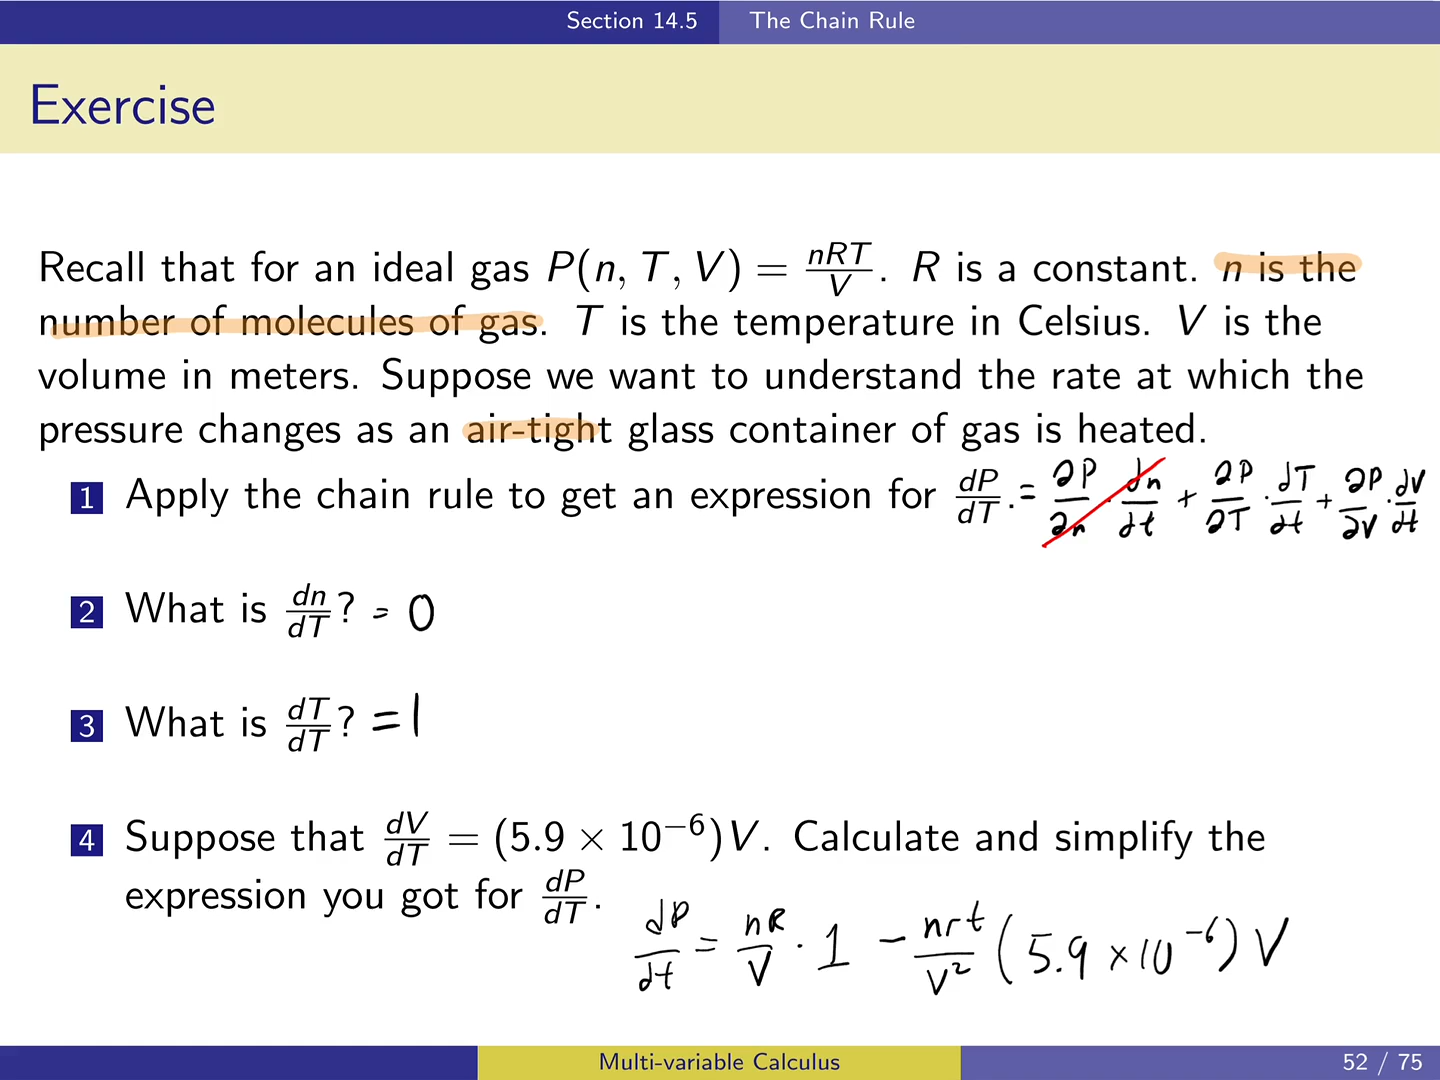 Section 14.5 The Chain Rule
Exercise
Recall that for an ideal gas P(n, T, V) = nRT/V. R is a constant. n is the
number of molecules of gas. T is the temperature in Celsius. V is the
volume in meters. Suppose we want to understand the rate at which the
pressure changes as an air-tight glass container of gas is heated.
1 Apply the chain rule to get an expression for dP/dT. = ∂P/∂n · dn/dt + ∂P/∂T · dT/dt + ∂P/∂V · dV/dt
2 What is dn/dT? = 0
3 What is dT/dT? = 1
4 Suppose that dV/dT = (5.9 × 10⁻⁶)V. Calculate and simplify the
expression you got for dP/dT.
dP/dt = nR/V · 1 − nrt/V² (5.9 × 10⁻⁶) V
Multi-variable Calculus 52 / 75